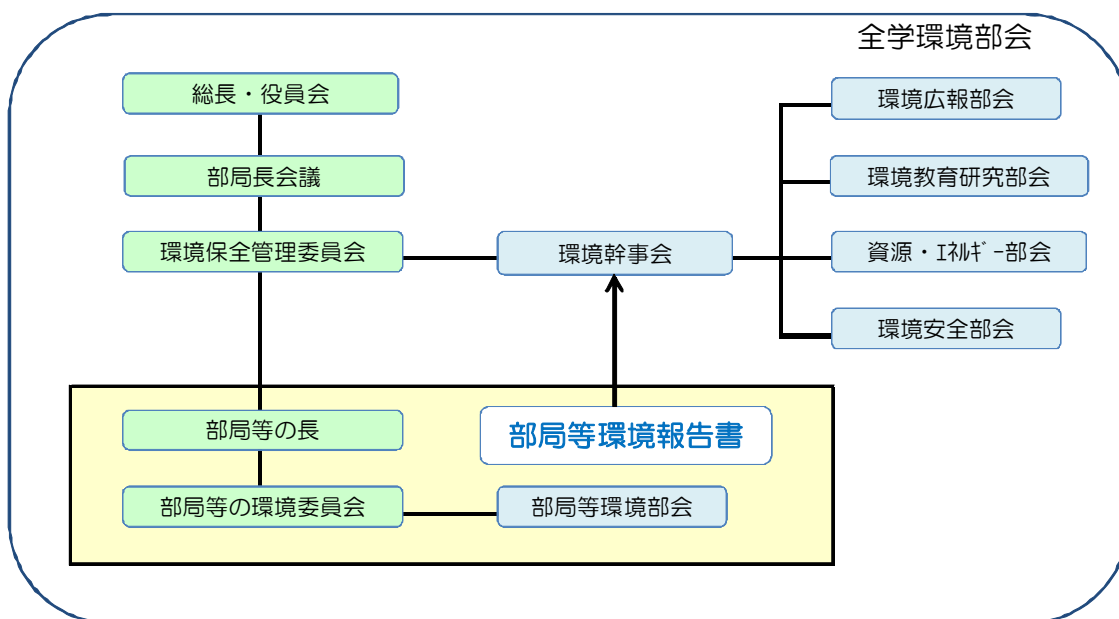 全学環境部会
総長・役員会
環境広報部会
部局長会議
環境教育研究部会
環境保全管理委員会
環境幹事会
資源・ｴﾈﾙｷﾞｰ部会
環境安全部会
部局等の長
部局等環境報告書
部局等の環境委員会
部局等環境部会